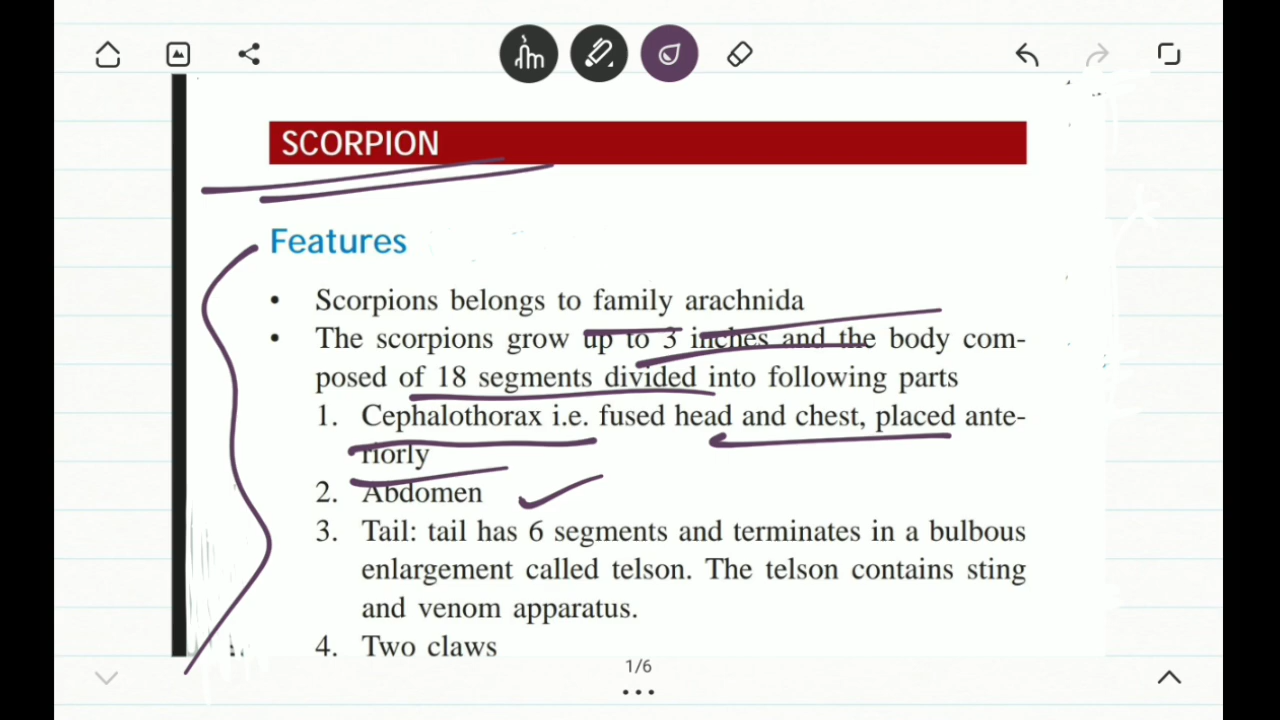 SCORPION
Features
• Scorpions belongs to family arachnida
• The scorpions grow up to 3 inches and the body com-
posed of 18 segments divided into following parts
1. Cephalothorax i.e. fused head and chest, placed ante-
riorly
2. Abdomen
3. Tail: tail has 6 segments and terminates in a bulbous
enlargement called telson. The telson contains sting
and venom apparatus.
4. Two claws
1/6